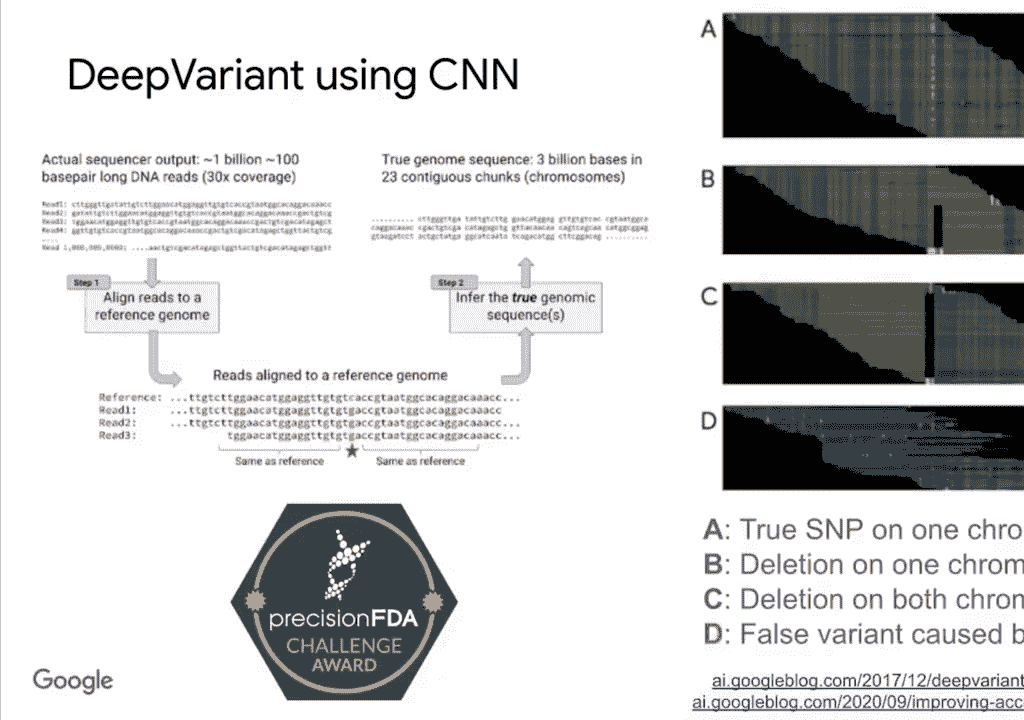 DeepVariant using CNN
Actual sequencer output: ~1 billion ~100
basepair long DNA reads (30x coverage)
Read1:
Read2:
Read3:
Read4:
....
Step 1
Align reads to a
reference genome
True genome sequence: 3 billion bases in
23 contiguous chunks (chromosomes)
Step 2
Infer the true genomic
sequence(s)
Reads aligned to a reference genome
Reference: ...ttgtcttggaacatggaggttgtgtcaccgtaatggcacaggacaaacc...
Read1: ...ttgtcttggaacatggaggttgtgtgaccgtaatggcacaggacaaacc
Read2: ...ttgtcttggaacatggaggttgtgtgaccgtaatggcacaggacaaacc...
Read3: tggaacatggaggttgtgtgaccgtaatggcacaggacaaacc...
Same as reference Same as reference
precisionFDA
CHALLENGE
AWARD
Google
A
B
C
D
A: True SNP on one chro
B: Deletion on one chrom
C: Deletion on both chron
D: False variant caused b
ai.googleblog.com/2017/12/deepvariant
ai.googleblog.com/2020/09/improving-acc